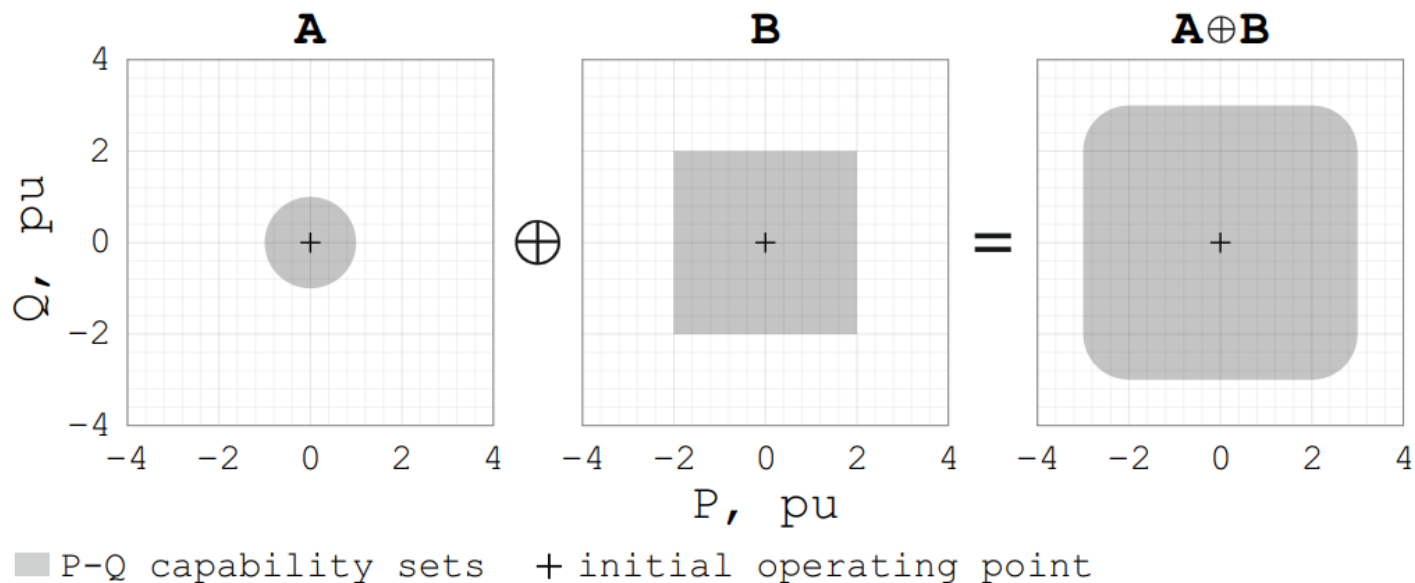 A B A⊕B
4
2
0
−2
−4
Q, pu
⊕ =
−4 −2 0 2 4 −4 −2 0 2 4 −4 −2 0 2 4
P, pu
P-Q capability sets + initial operating point